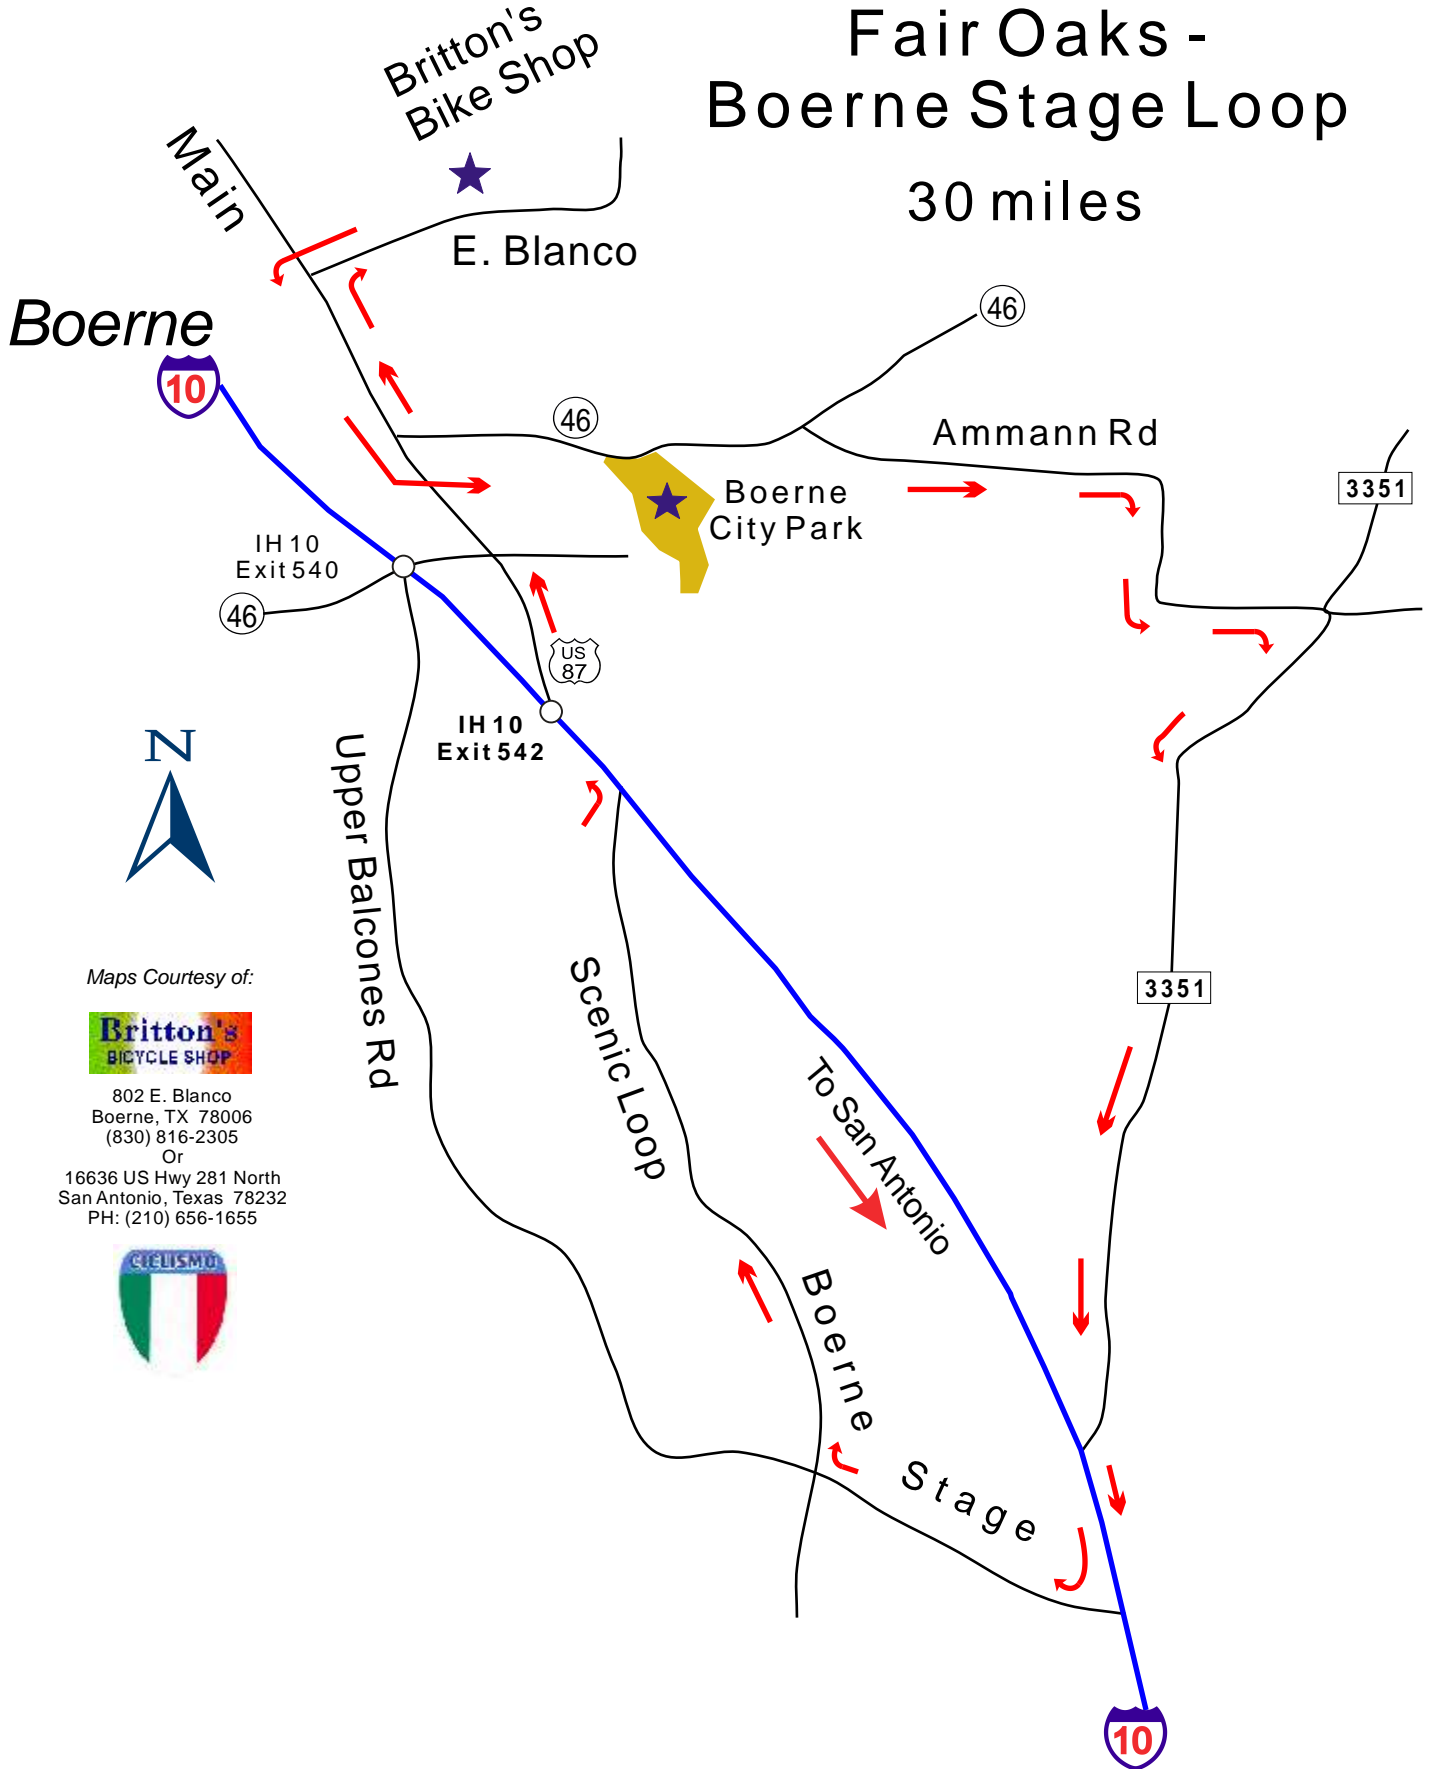 Fair Oaks -
Boerne Stage Loop
30 miles
Britton's
Bike Shop
Main
E. Blanco
Boerne
10
46
46
Ammann Rd
3351
Boerne
City Park
IH 10
Exit 540
46
US
87
IH 10
Exit 542
N
Upper Balcones Rd
Scenic Loop
3351
To San Antonio
Boerne
Stage
10
Maps Courtesy of:
Britton's
BICYCLE SHOP
802 E. Blanco
Boerne, TX 78006
(830) 816-2305
Or
16636 US Hwy 281 North
San Antonio, Texas 78232
PH: (210) 656-1655
CICLISMO